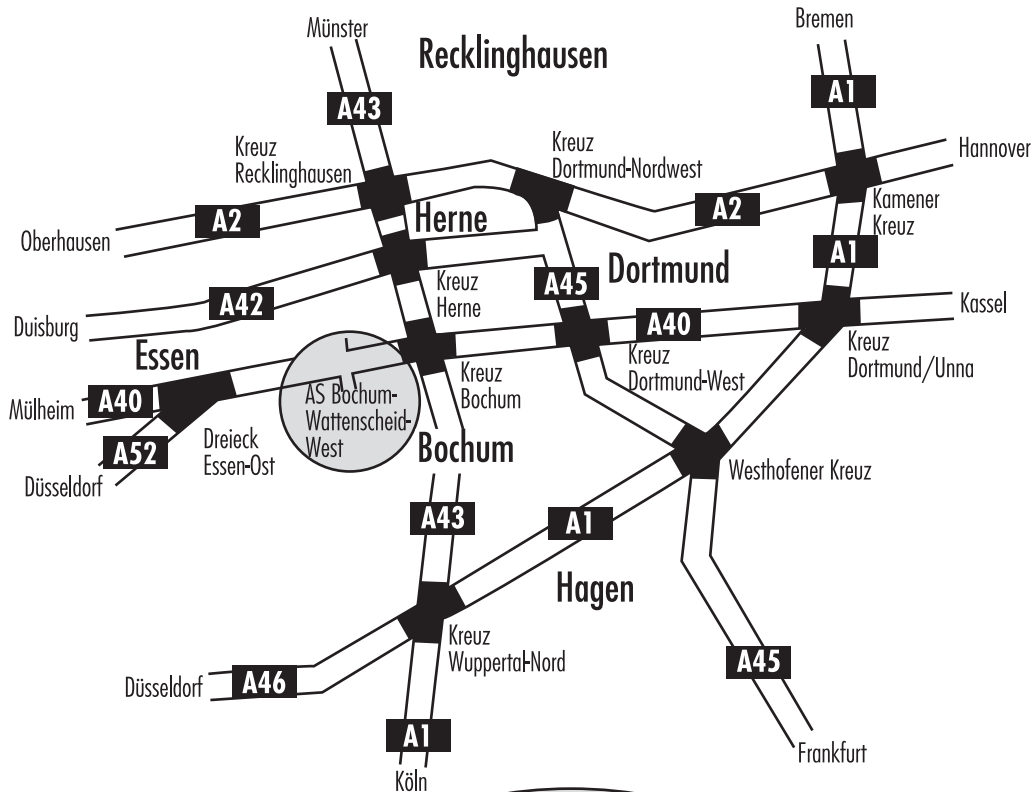 Bremen
Münster
Recklinghausen
A1
A43
Kreuz
Recklinghausen
Kreuz
Dortmund-Nordwest
Hannover
A2
A2
Kamener
Kreuz
Herne
Oberhausen
A1
Dortmund
Kreuz
Herne
A45
A42
Duisburg
Kassel
A40
Essen
Kreuz
Dortmund-West
Kreuz
Dortmund/Unna
Kreuz
Bochum
AS Bochum-
Wattenscheid-
West
A40
Mülheim
Dreieck
Essen-Ost
A52
Düsseldorf
Bochum
Westhofener Kreuz
A43
A1
Hagen
Kreuz
Wuppertal-Nord
A45
Düsseldorf
A46
A1
Frankfurt
Köln